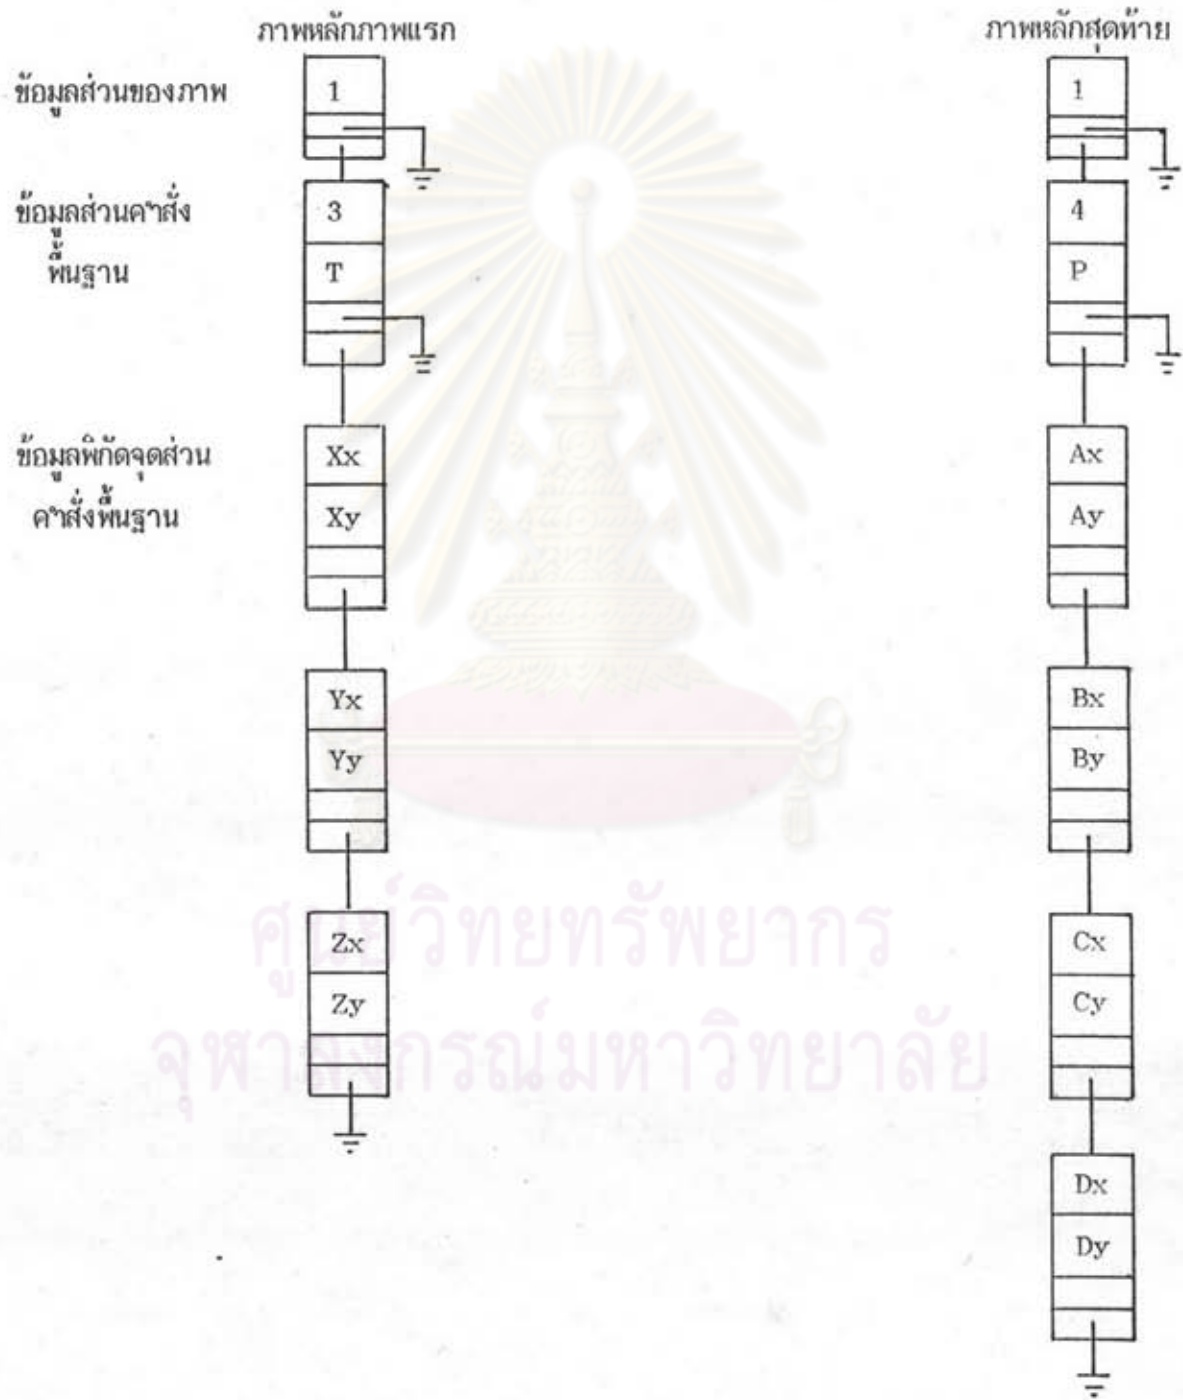 ภาพหลักภาพแรก
ภาพหลักสุดท้าย
ข้อมูลส่วนของภาพ
1
1
ข้อมูลส่วนคำสั่ง
3
4
พื้นฐาน
T
P
ข้อมูลพิกัดจุดส่วน
Xx
Ax
คำสั่งพื้นฐาน
Xy
Ay
Yx
Bx
Yy
By
ศูนย์วิทยทรัพยากร
Zx
Cx
Zy
Cy
จุฬาลงกรณ์มหาวิทยาลัย
Dx
Dy